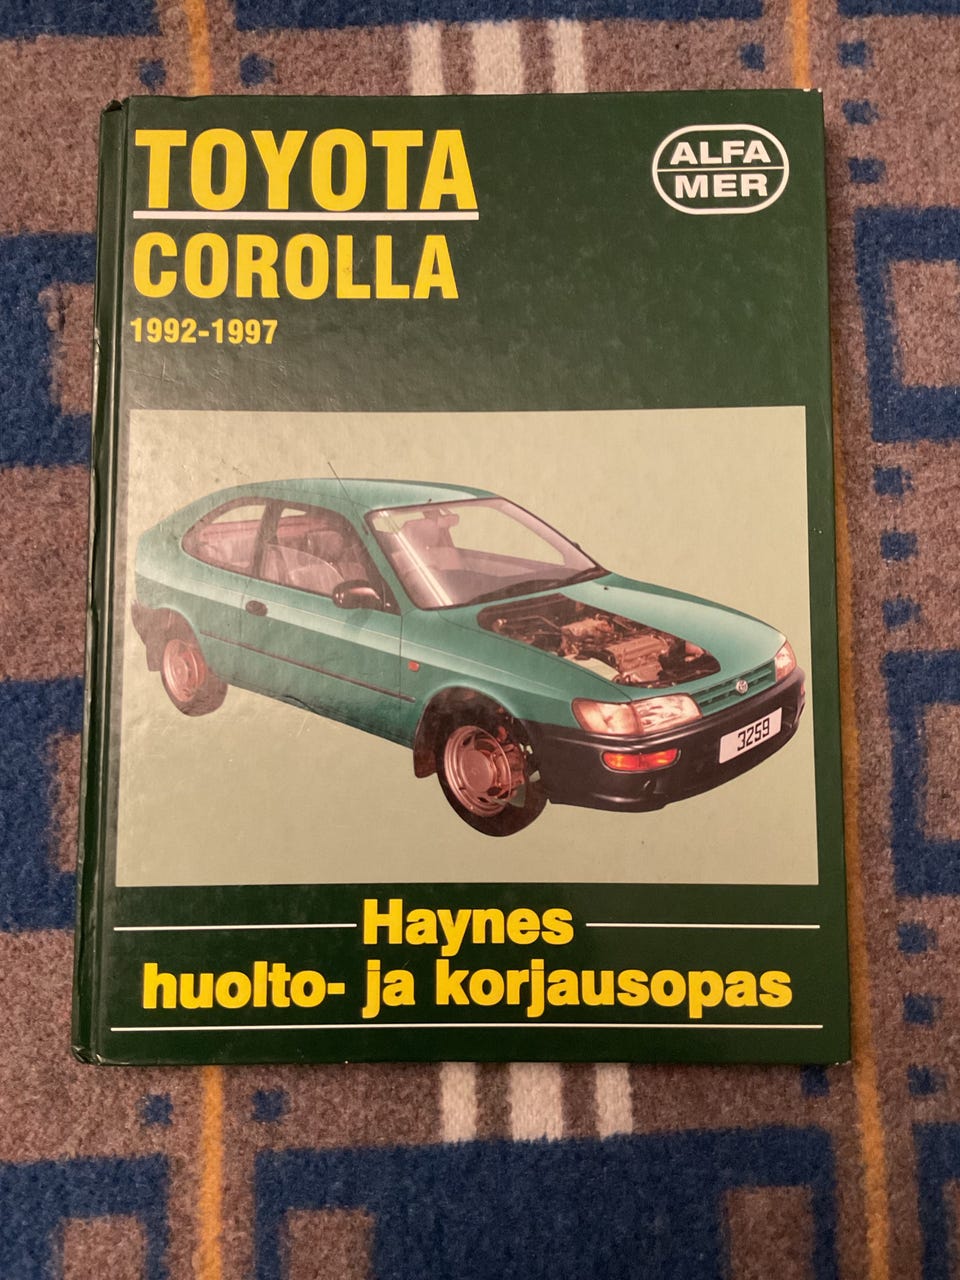 TOYOTA
COROLLA
1992-1997
ALFA
MER
3259
Haynes
huolto- ja korjausopas